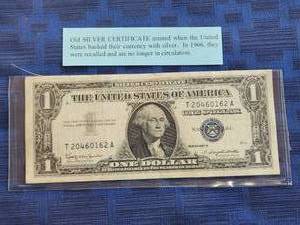 Old SILVER CERTIFICATE minted when the United
States backed their currency with silver. In 1966, they
were recalled and are no longer in circulation.
THE UNITED STATES OF AMERICA
T 20460162 A
T 20460162 A
ONE DOLLAR
1
1
1
1